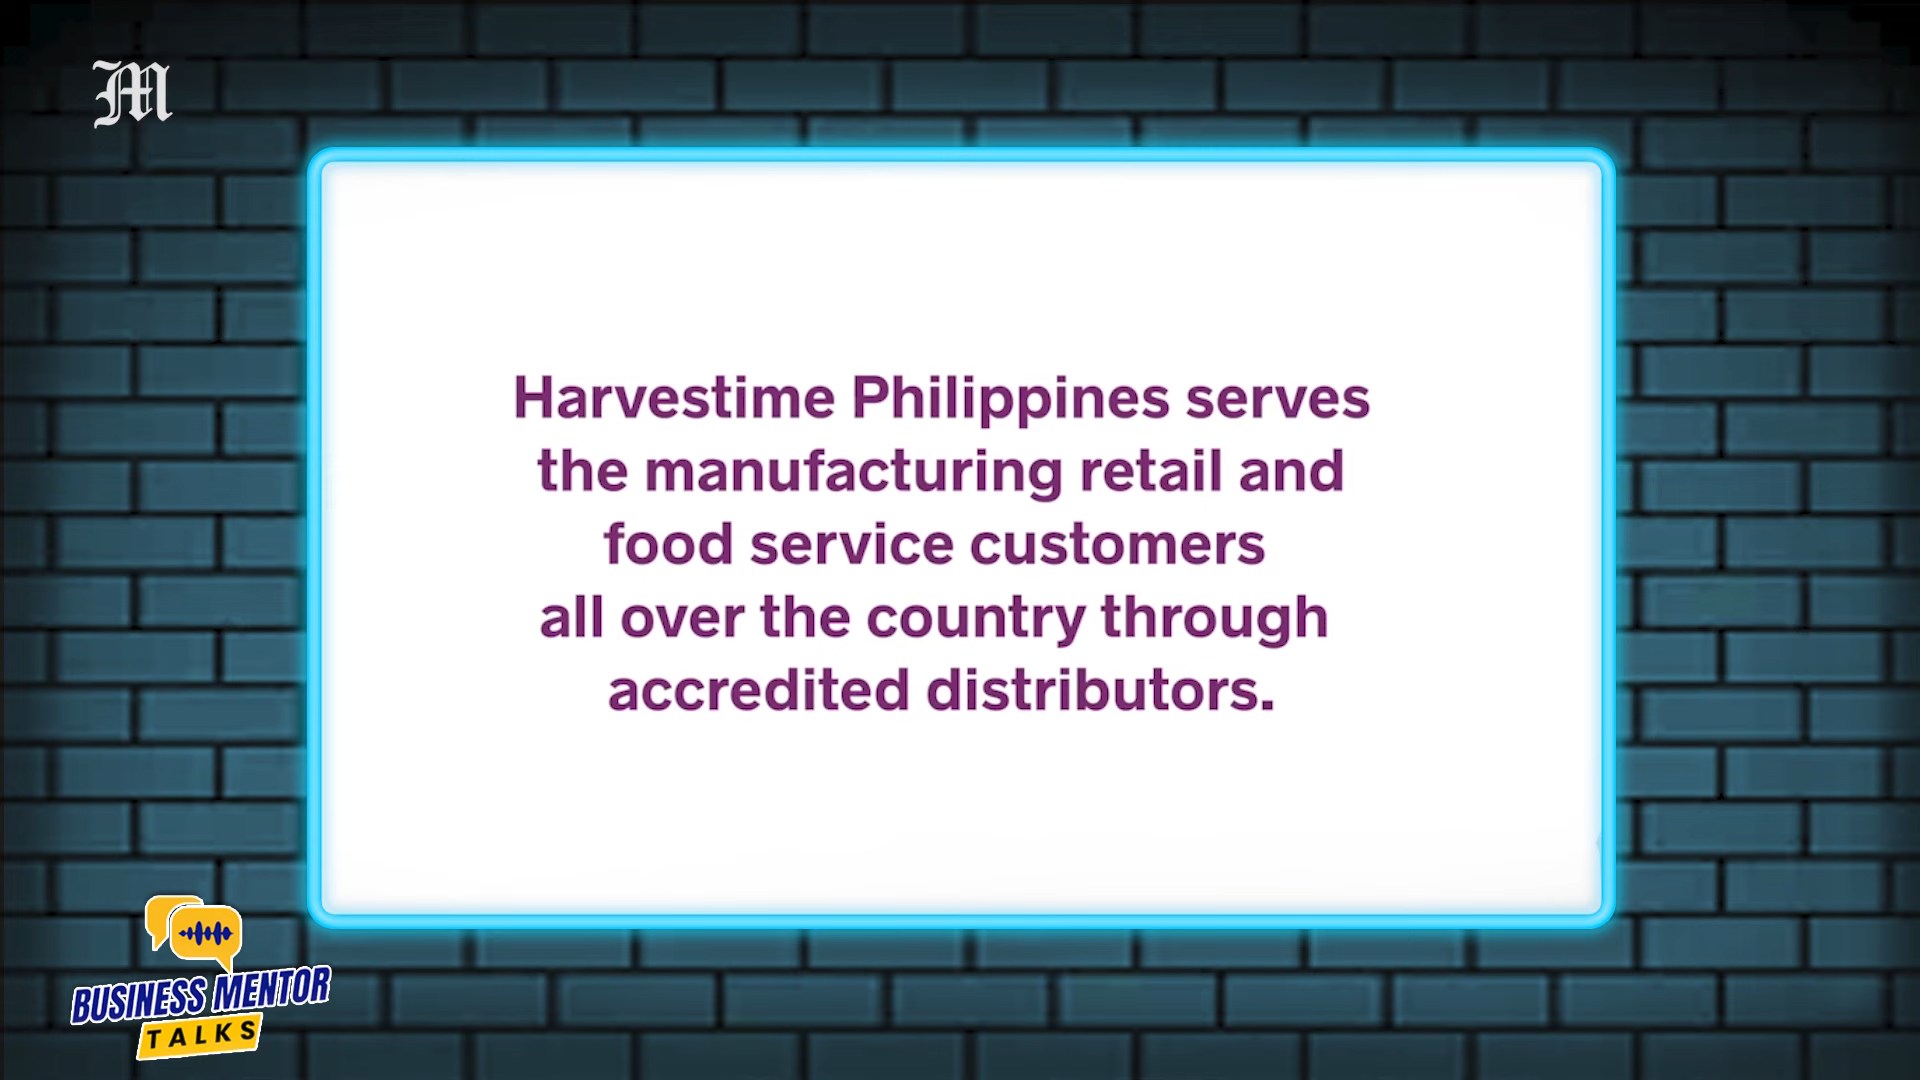 M
Harvestime Philippines serves
the manufacturing retail and
food service customers
all over the country through
accredited distributors.
BUSINESS MENTOR
TALKS